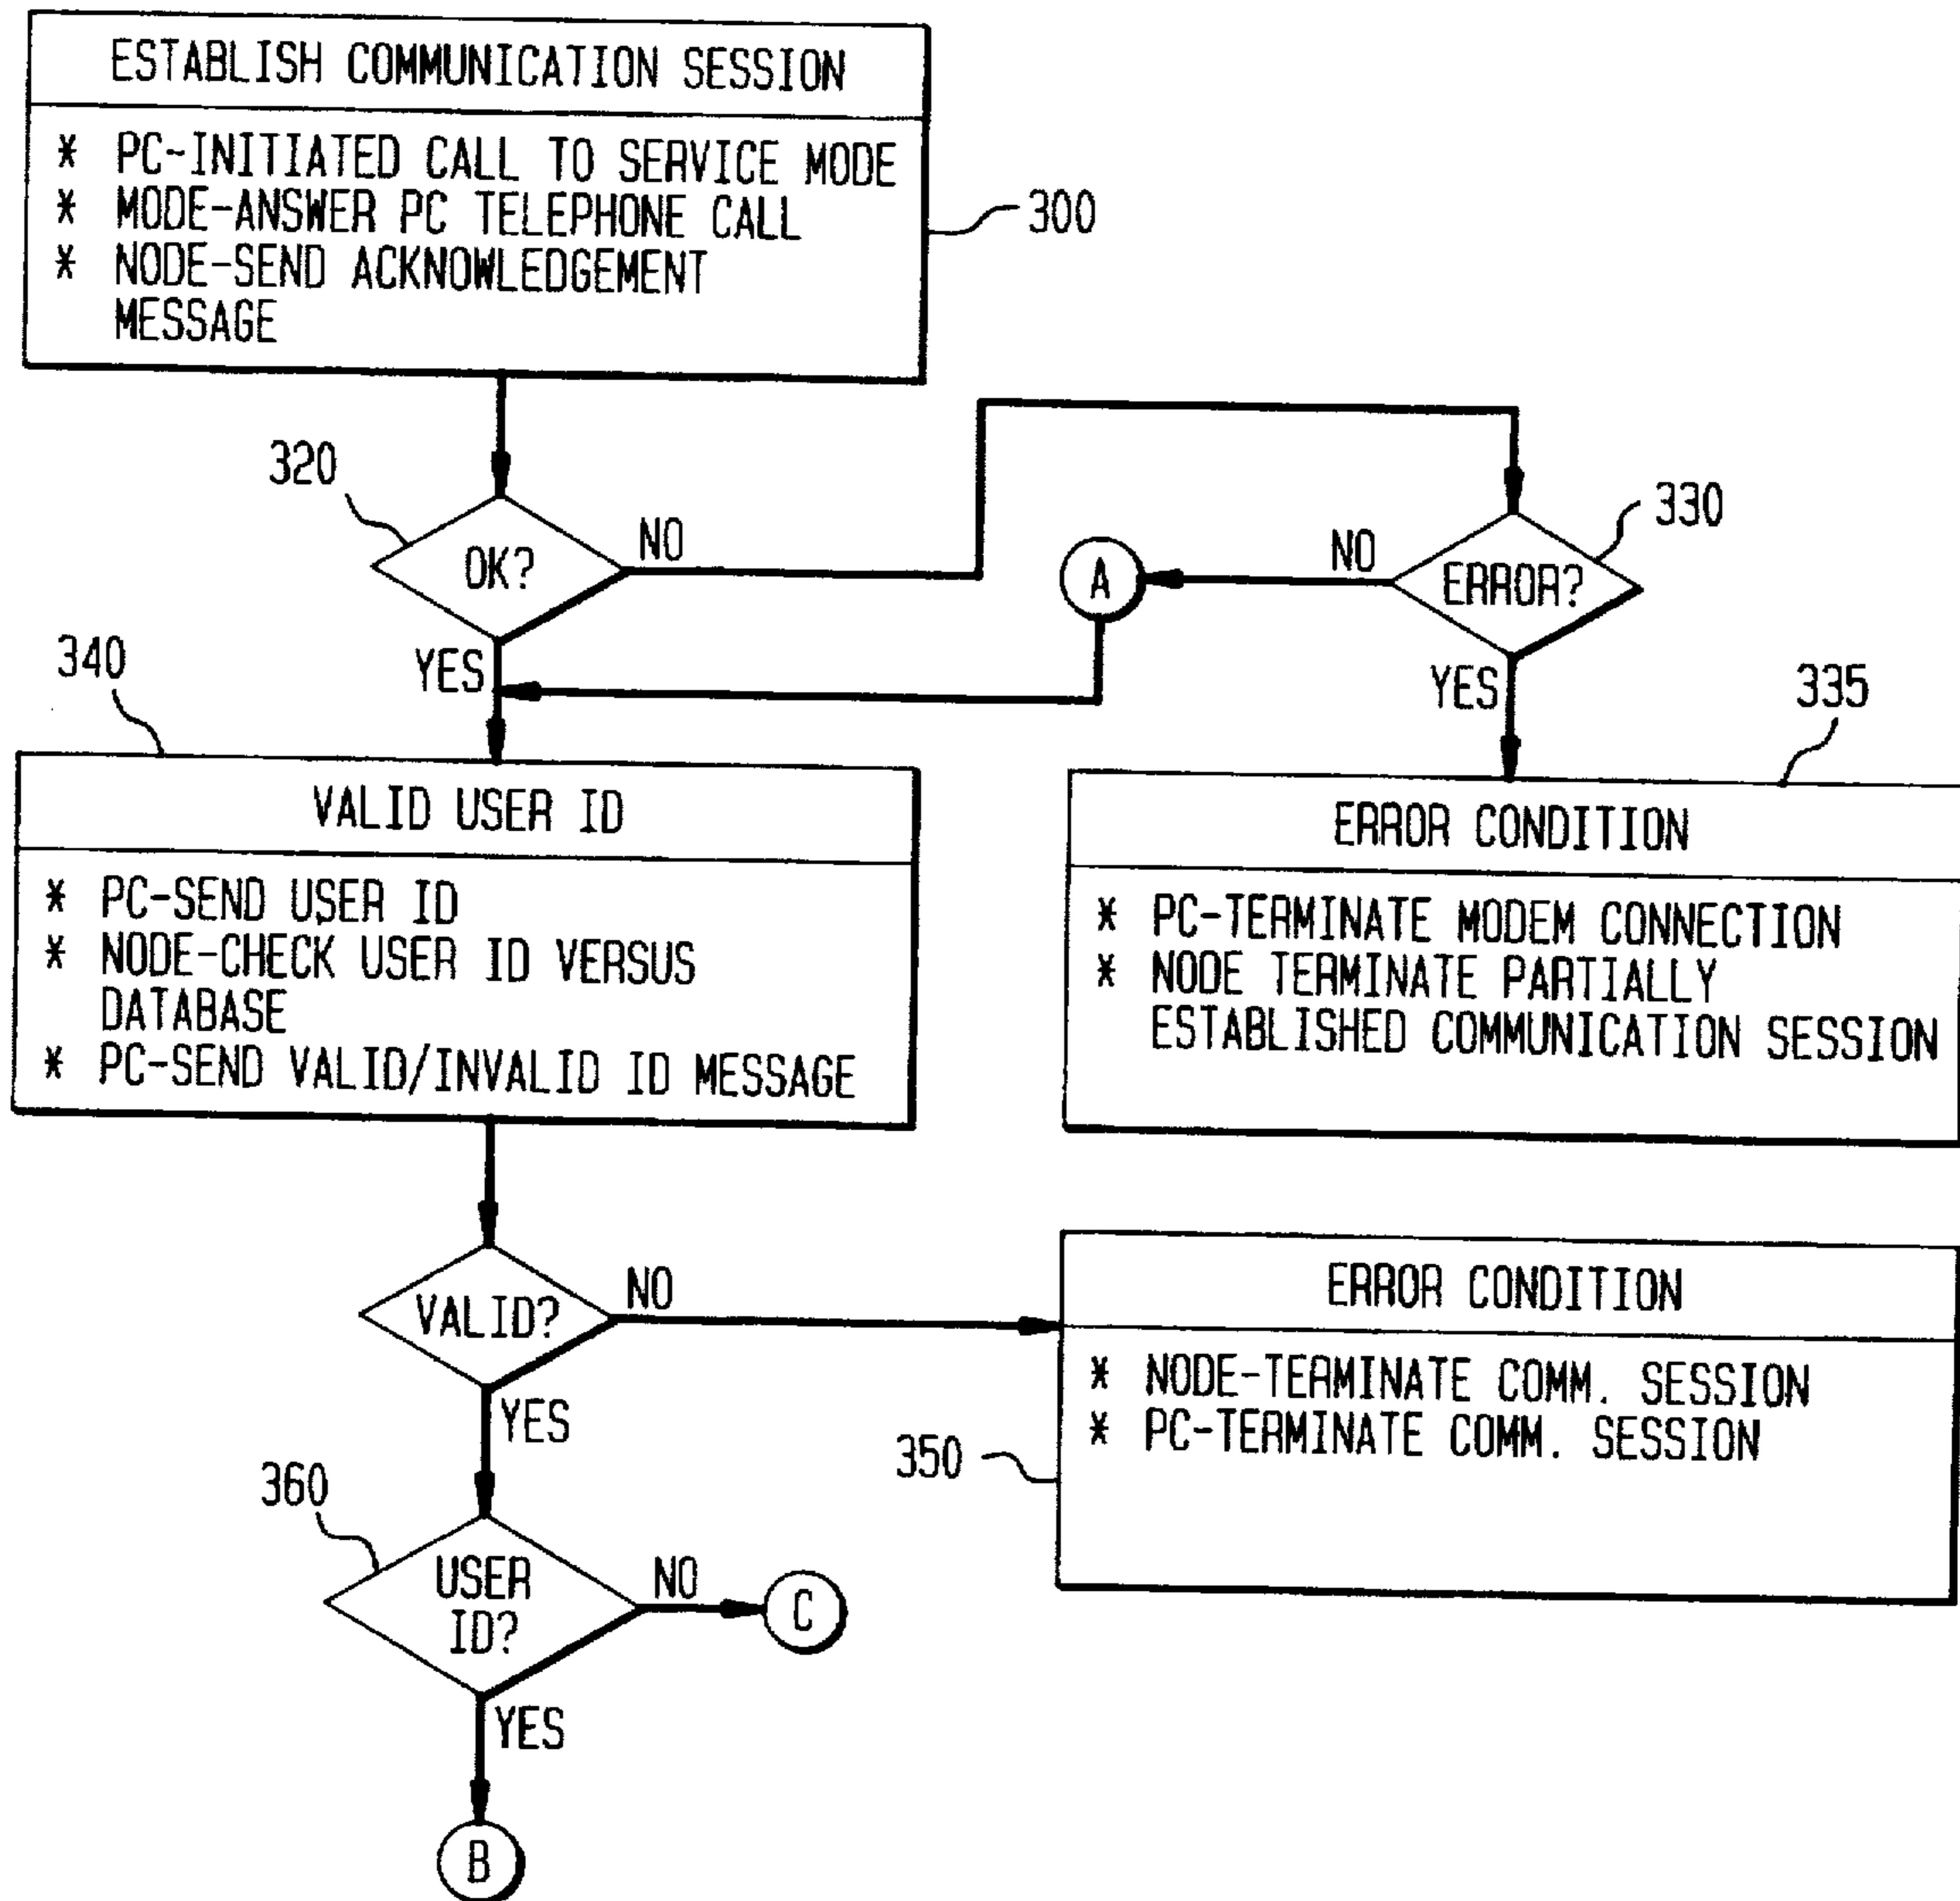 ESTABLISH COMMUNICATION SESSION
* PC-INITIATED CALL TO SERVICE MODE
* MODE-ANSWER PC TELEPHONE CALL
* NODE-SEND ACKNOWLEDGEMENT
MESSAGE
300
320
OK?
NO
YES
330
ERROR?
NO
A
YES
335
340
VALID USER ID
* PC-SEND USER ID
* NODE-CHECK USER ID VERSUS
DATABASE
* PC-SEND VALID/INVALID ID MESSAGE
ERROR CONDITION
* PC-TERMINATE MODEM CONNECTION
* NODE TERMINATE PARTIALLY
ESTABLISHED COMMUNICATION SESSION
VALID?
NO
YES
ERROR CONDITION
* NODE-TERMINATE COMM. SESSION
* PC-TERMINATE COMM. SESSION
350
360
USER
ID?
NO
C
YES
B